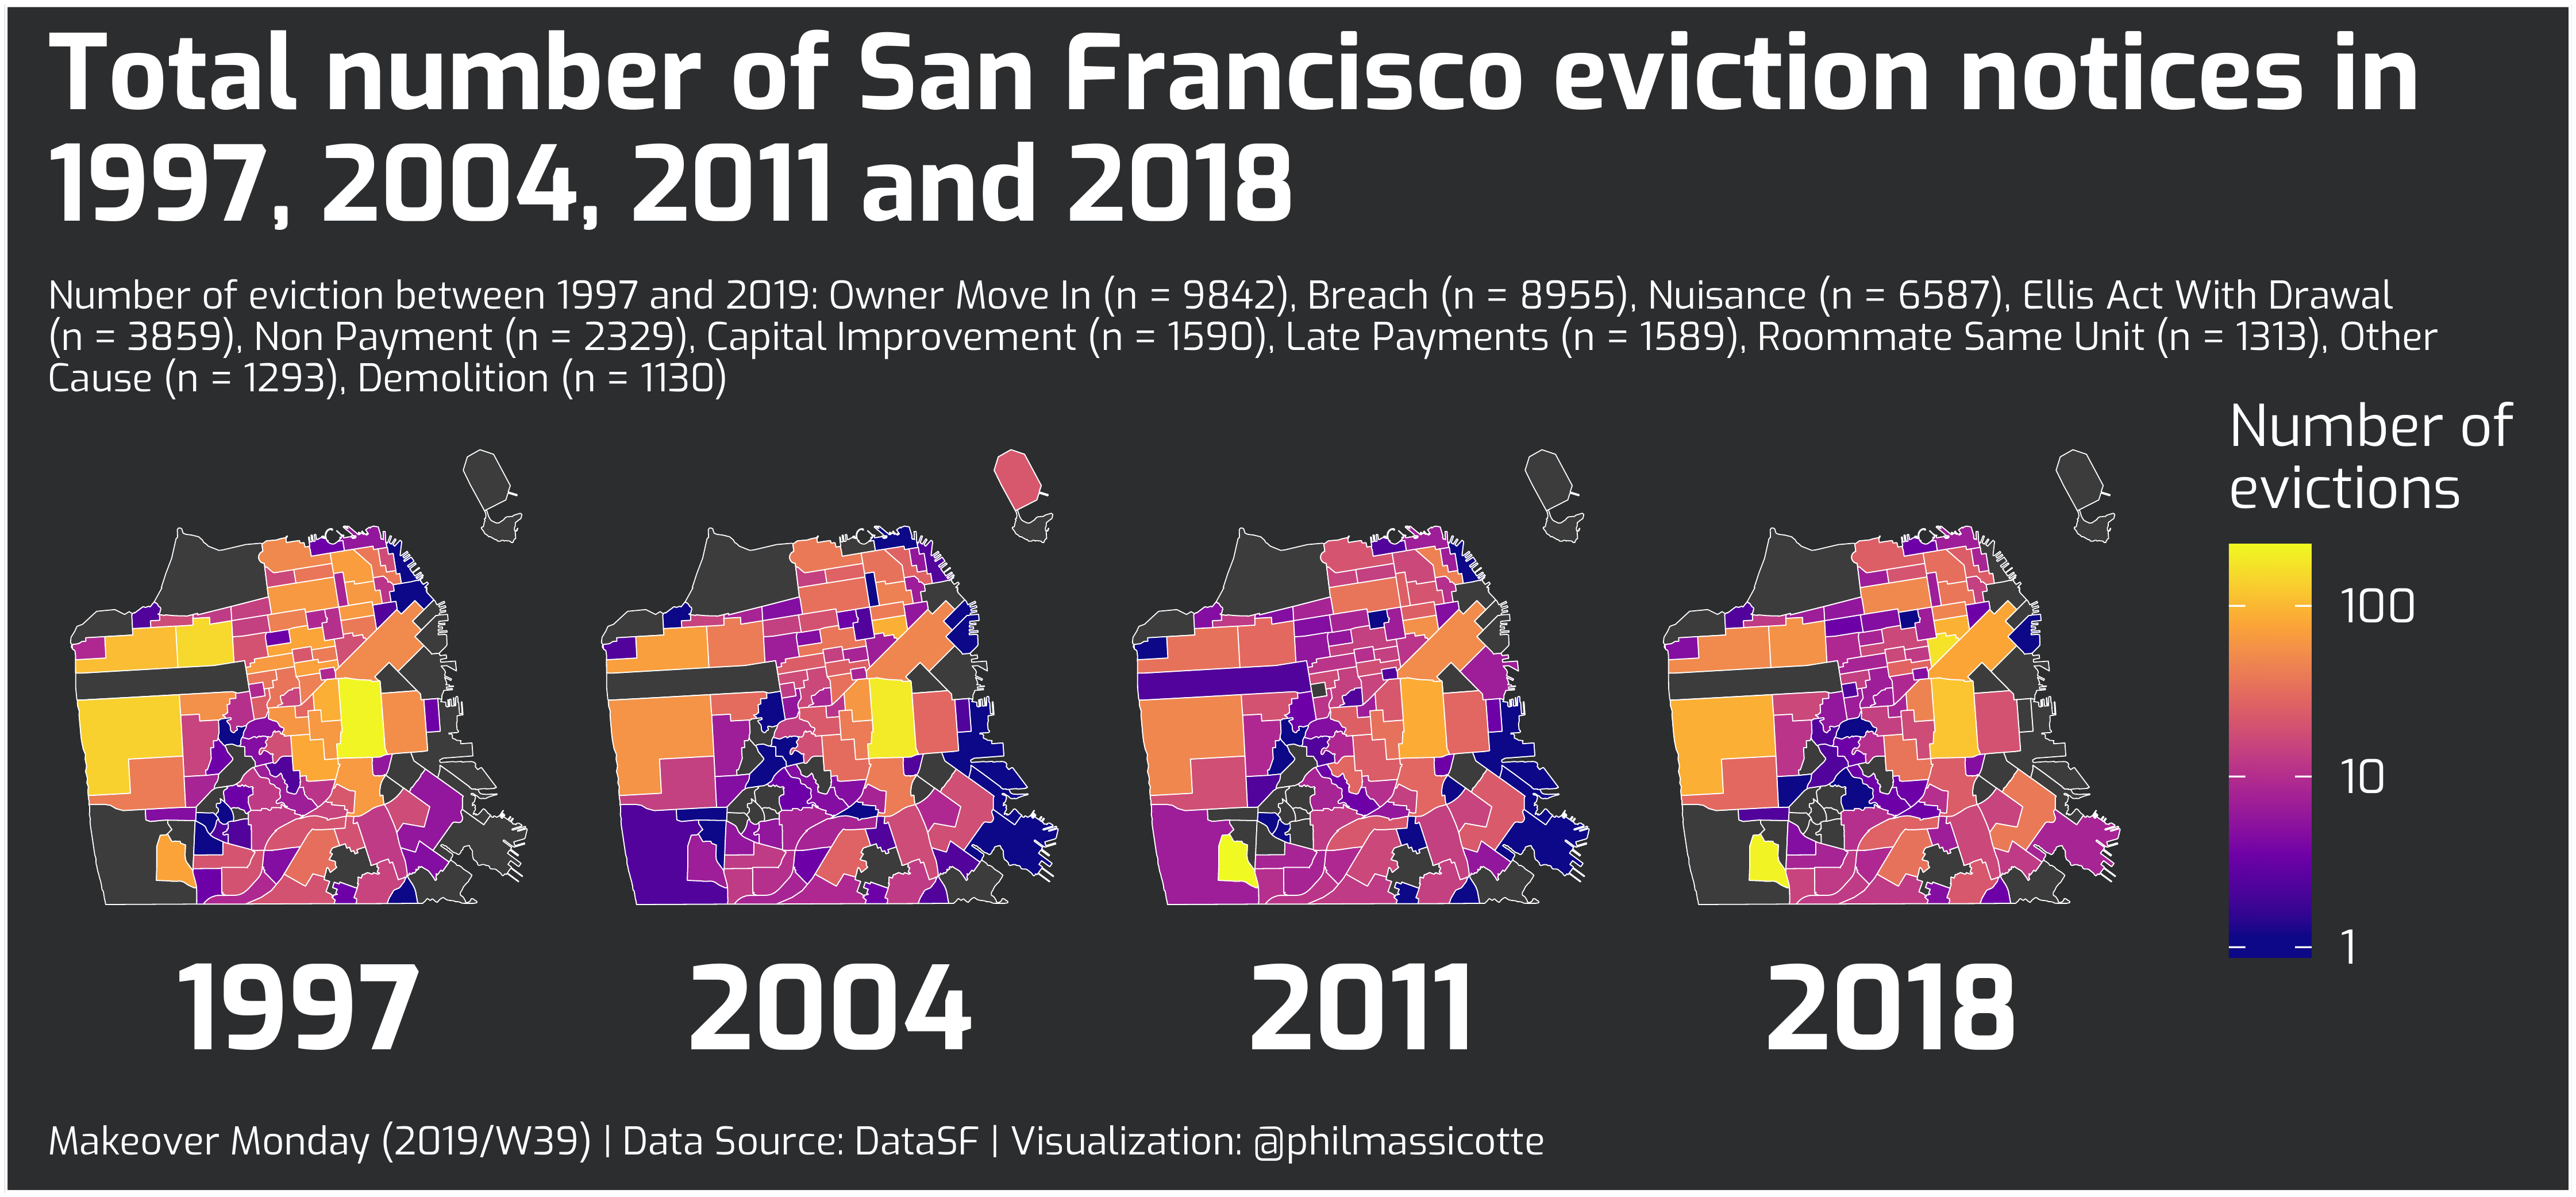 Total number of San Francisco eviction notices in
1997, 2004, 2011 and 2018
Number of eviction between 1997 and 2019: Owner Move In (n = 9842), Breach (n = 8955), Nuisance (n = 6587), Ellis Act With Drawal
(n = 3859), Non Payment (n = 2329), Capital Improvement (n = 1590), Late Payments (n = 1589), Roommate Same Unit (n = 1313), Other
Cause (n = 1293), Demolition (n = 1130)
Number of
evictions
100
10
1
1997
2004
2011
2018
Makeover Monday (2019/W39) | Data Source: DataSF | Visualization: @philmassicotte